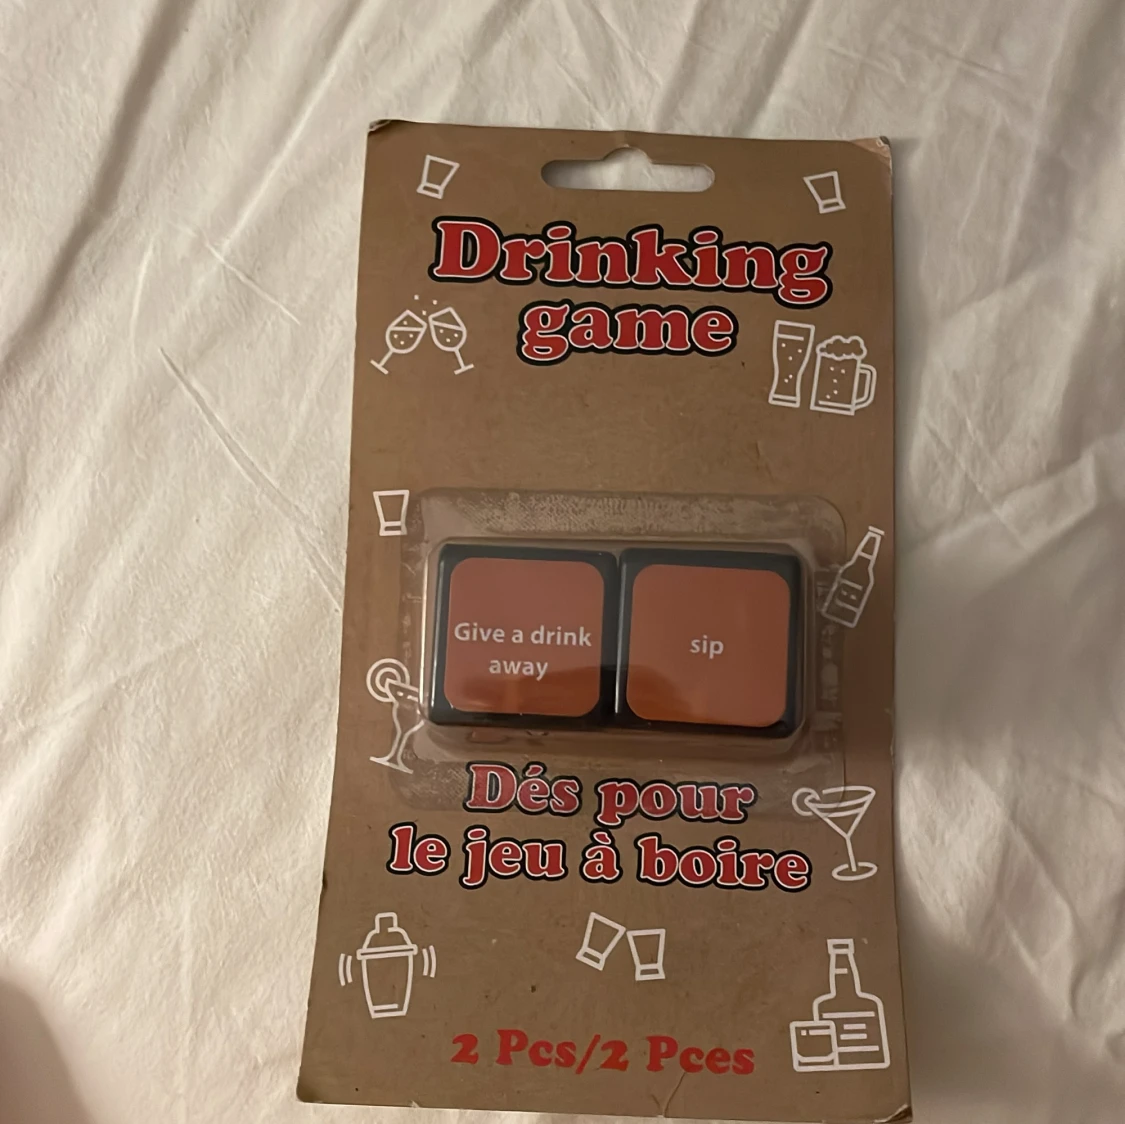 Drinking
game
Give a drink
away
sip
Dés pour
le jeu à boire
2 Pcs/2 Pces